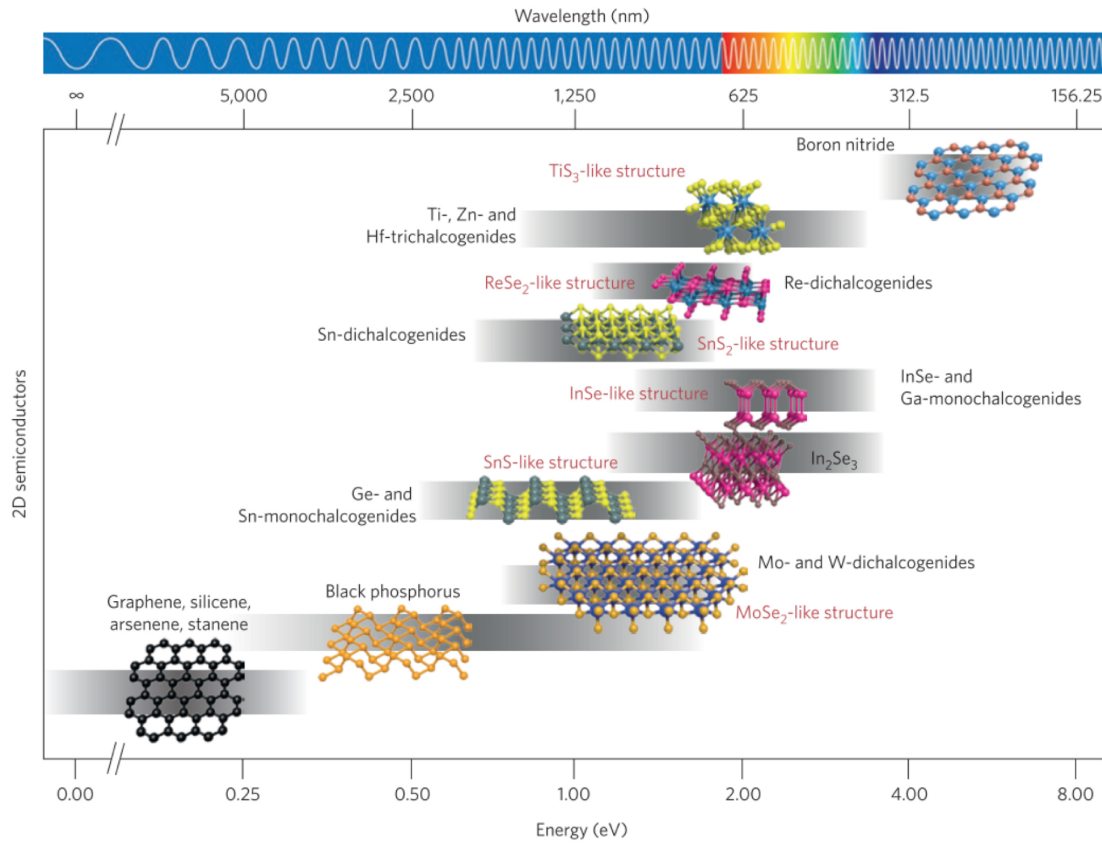 Wavelength (nm)
∞ 5,000 2,500 1,250 625 312.5 156.25
Boron nitride
TiS3-like structure
Ti-, Zn- and
Hf-trichalcogenides
ReSe2-like structure
Re-dichalcogenides
Sn-dichalcogenides
SnS2-like structure
InSe-like structure
InSe- and
Ga-monochalcogenides
In2Se3
SnS-like structure
Ge- and
Sn-monochalcogenides
Mo- and W-dichalcogenides
Black phosphorus
MoSe2-like structure
Graphene, silicene,
arsenene, stanene
2D semiconductors
0.00 0.25 0.50 1.00 2.00 4.00 8.00
Energy (eV)